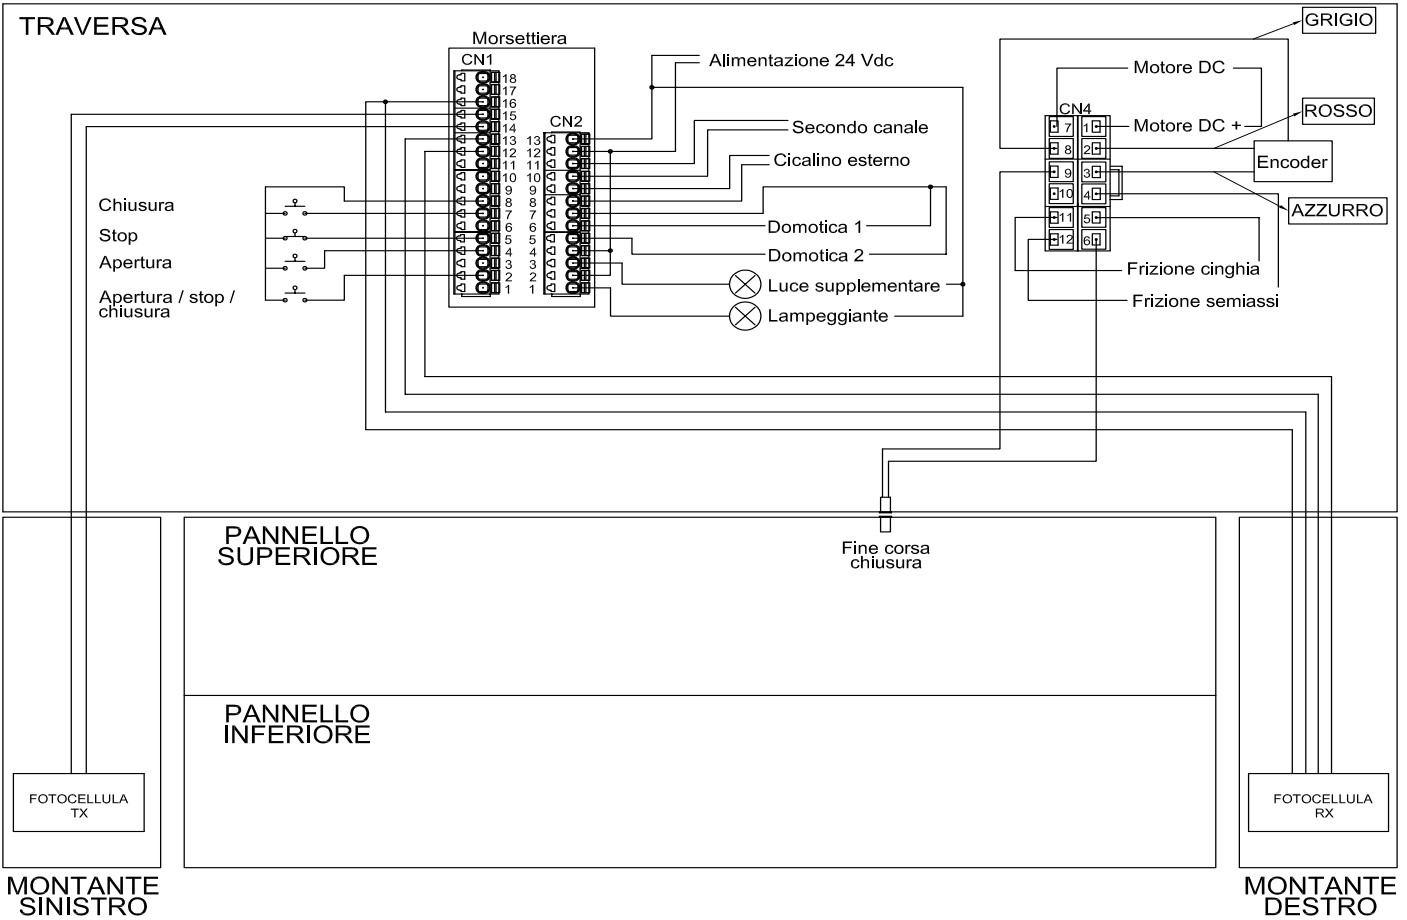 TRAVERSA
Morsettiera
CN1
18
17
16
15
14
13
12
11
10
9
8
7
6
5
4
3
2
1
CN2
13
12
11
10
9
8
7
6
5
4
3
2
1
Alimentazione 24 Vdc
Secondo canale
Cicalino esterno
Domotica 1
Domotica 2
Luce supplementare
Lampeggiante
Chiusura
Stop
Apertura
Apertura / stop /
chiusura
GRIGIO
Motore DC
CN4
Motore DC +
ROSSO
Encoder
AZZURRO
7 1
8 2
9 3
10 4
11 5
12 6
Frizione cinghia
Frizione semiassi
Fine corsa
chiusura
PANNELLO
SUPERIORE
PANNELLO
INFERIORE
FOTOCELLULA
TX
FOTOCELLULA
RX
MONTANTE
SINISTRO
MONTANTE
DESTRO